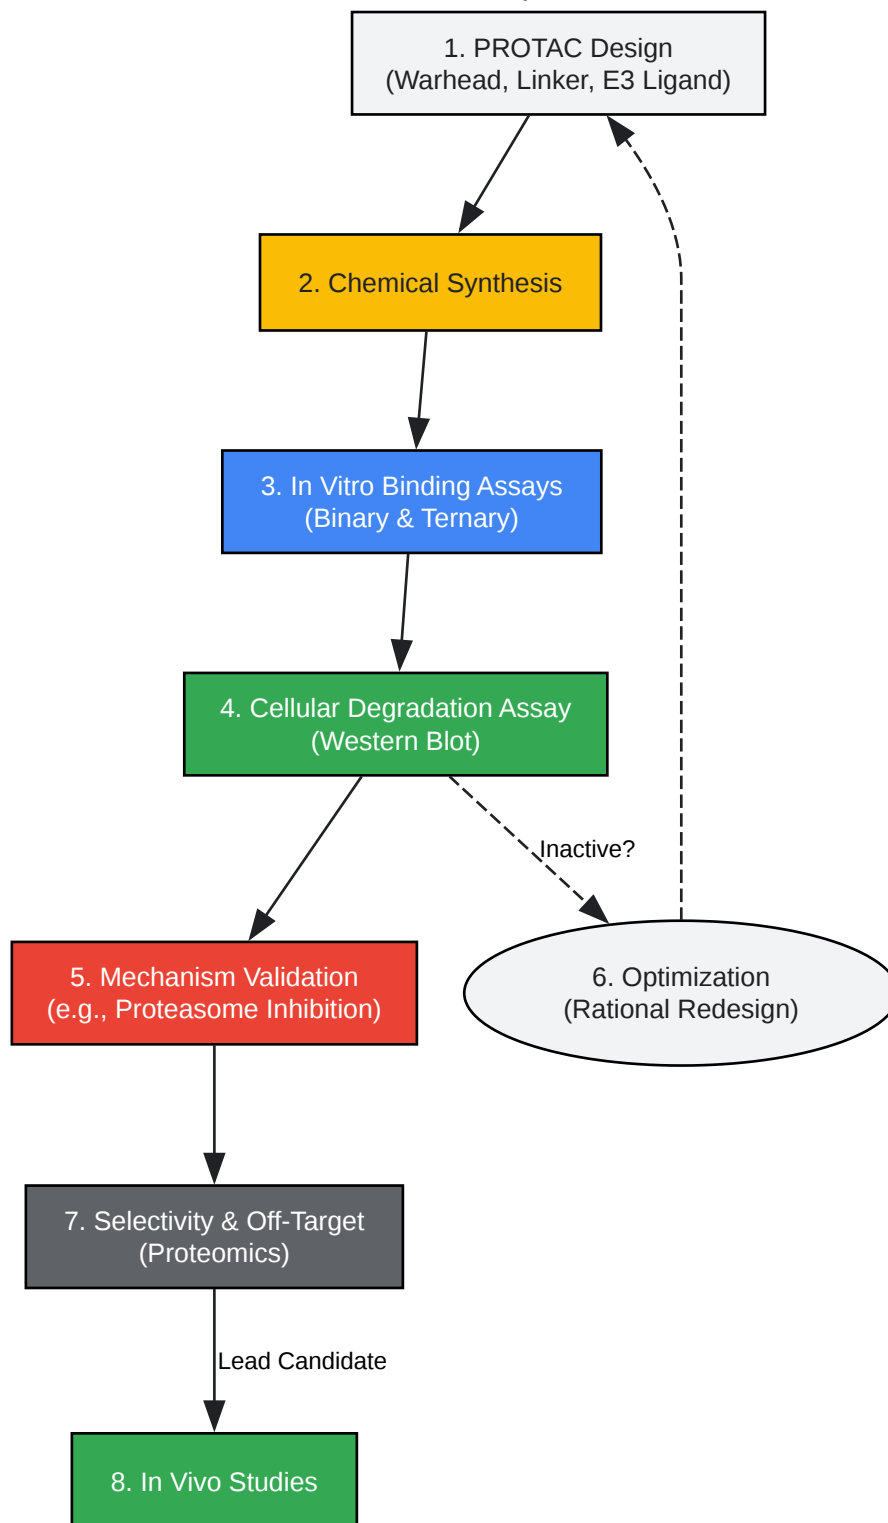 1. PROTAC Design
(Warhead, Linker, E3 Ligand)
2. Chemical Synthesis
3. In Vitro Binding Assays
(Binary & Ternary)
4. Cellular Degradation Assay
(Western Blot)
Inactive?
5. Mechanism Validation
(e.g., Proteasome Inhibition)
6. Optimization
(Rational Redesign)
7. Selectivity & Off-Target
(Proteomics)
Lead Candidate
8. In Vivo Studies